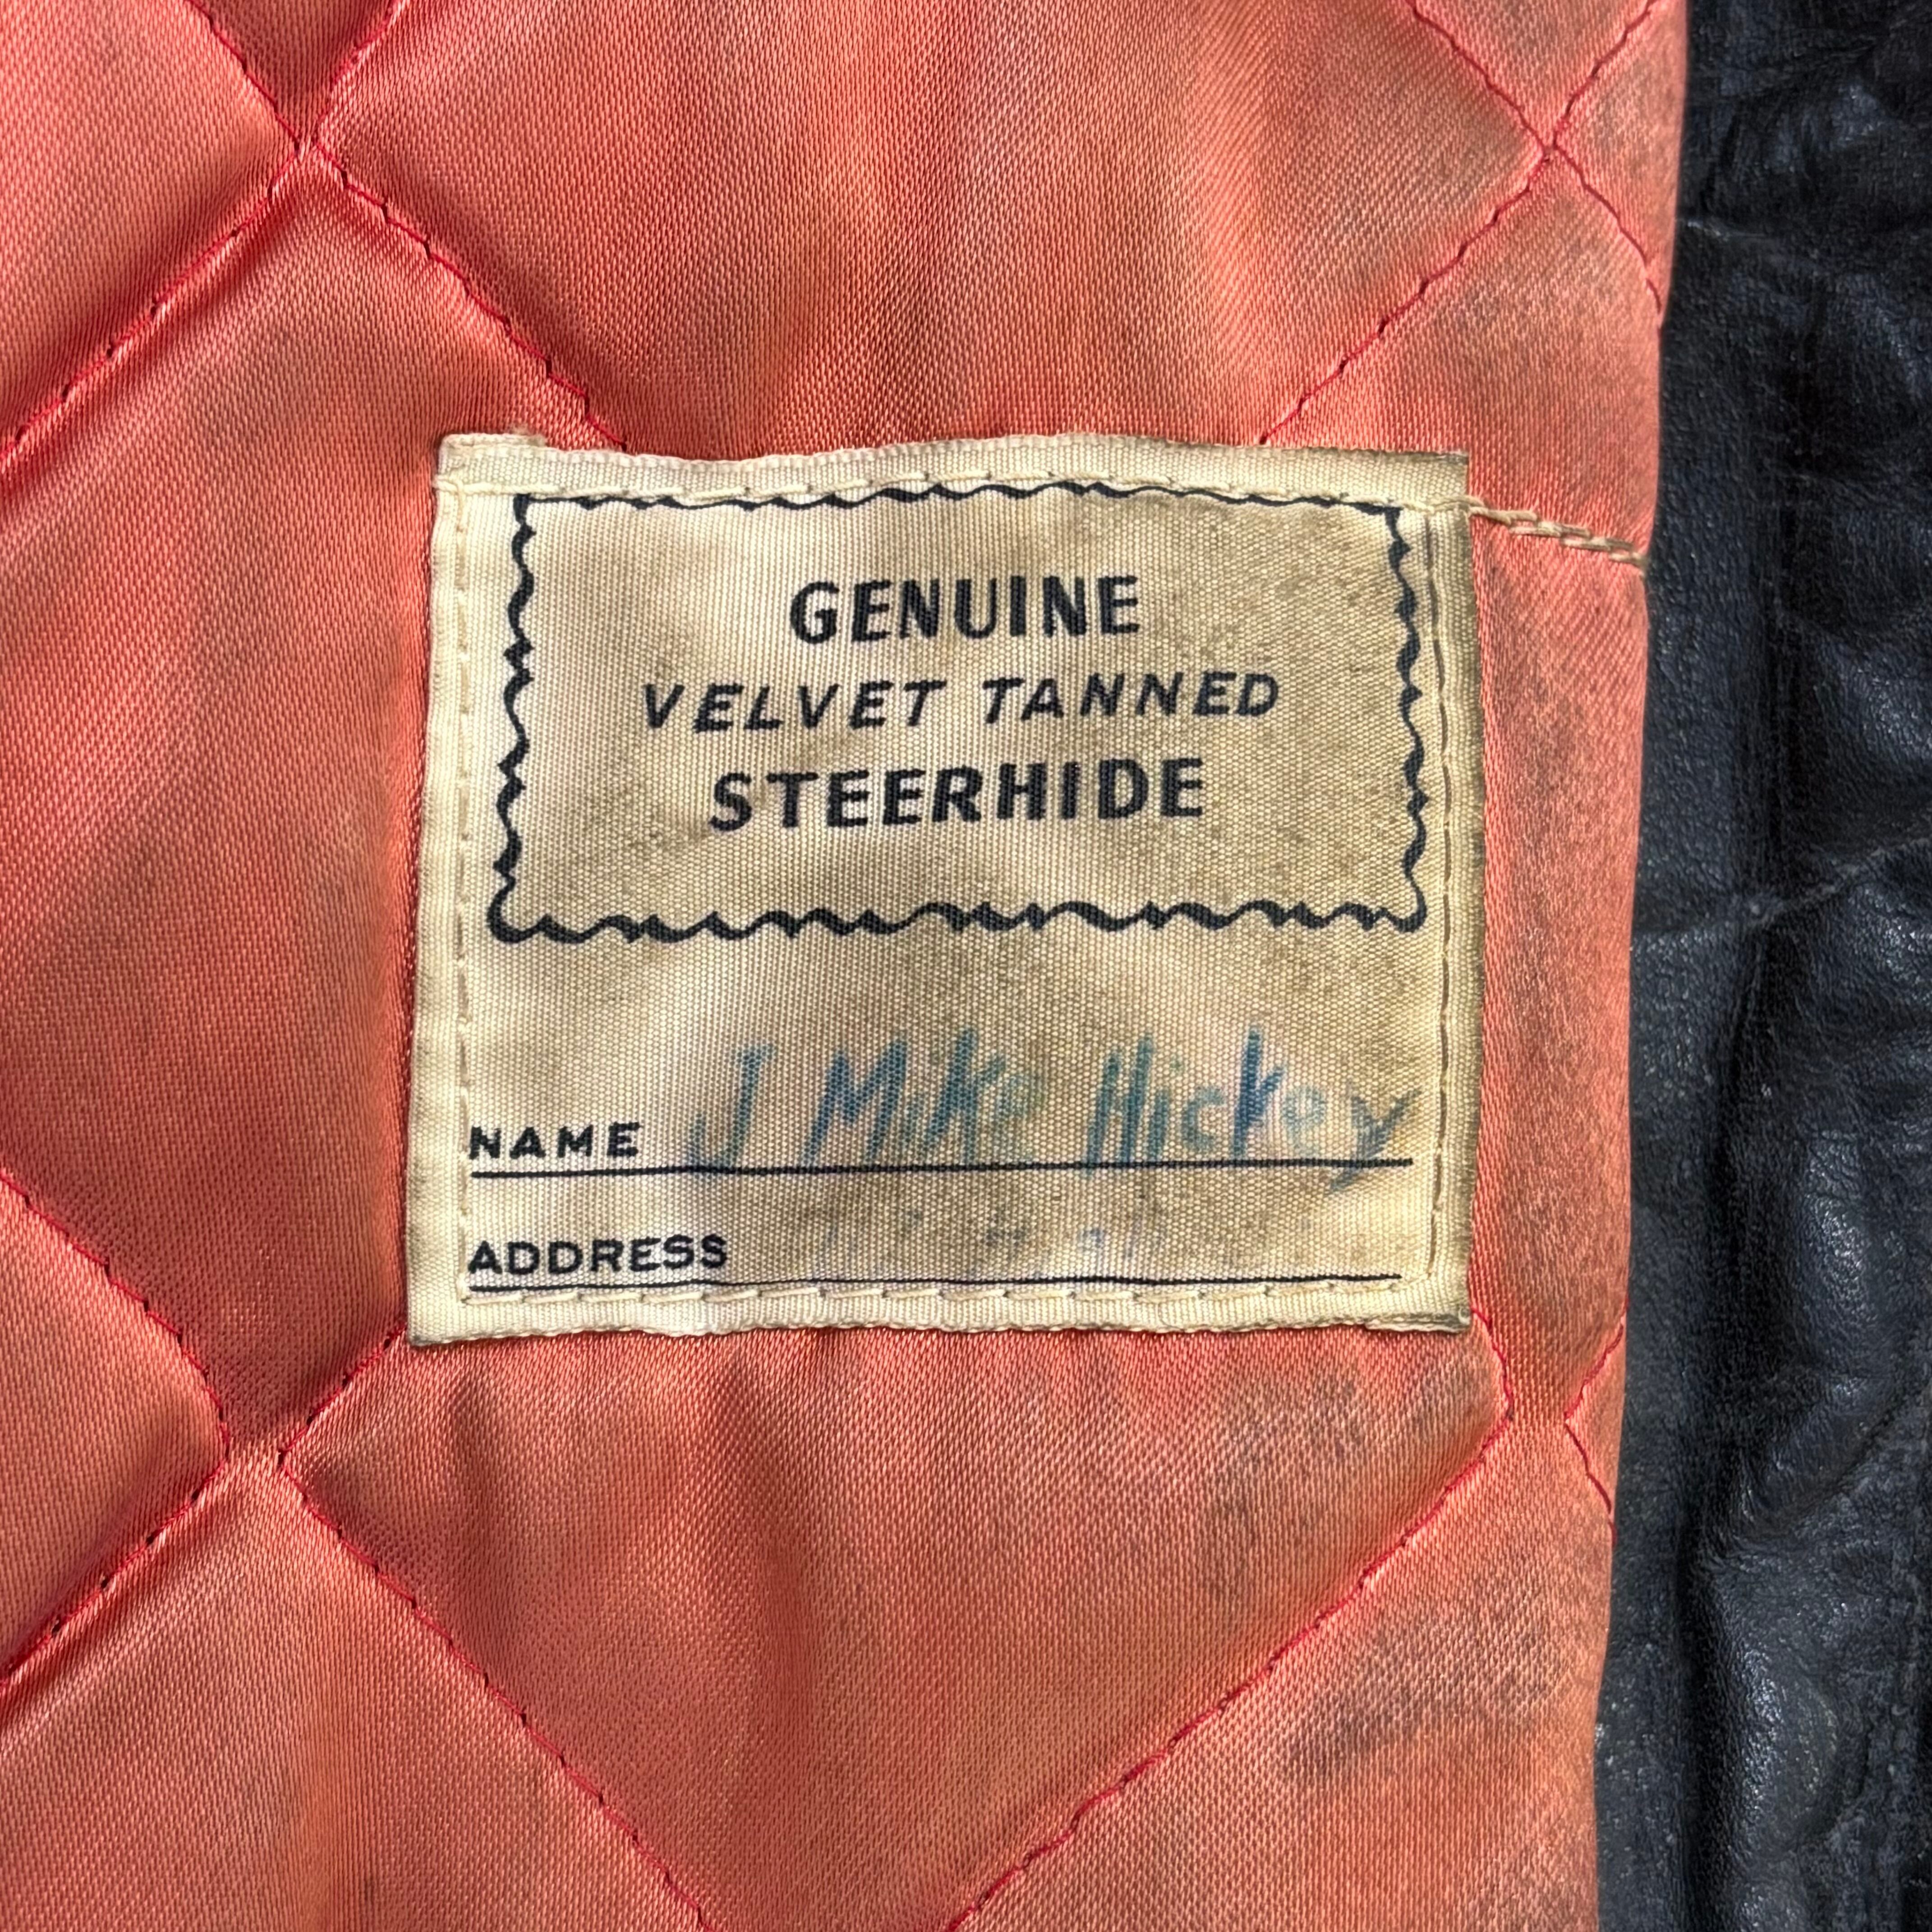 GENUINE
VELVET TANNED
STEERHIDE
NAME J Mike Hickey
ADDRESS